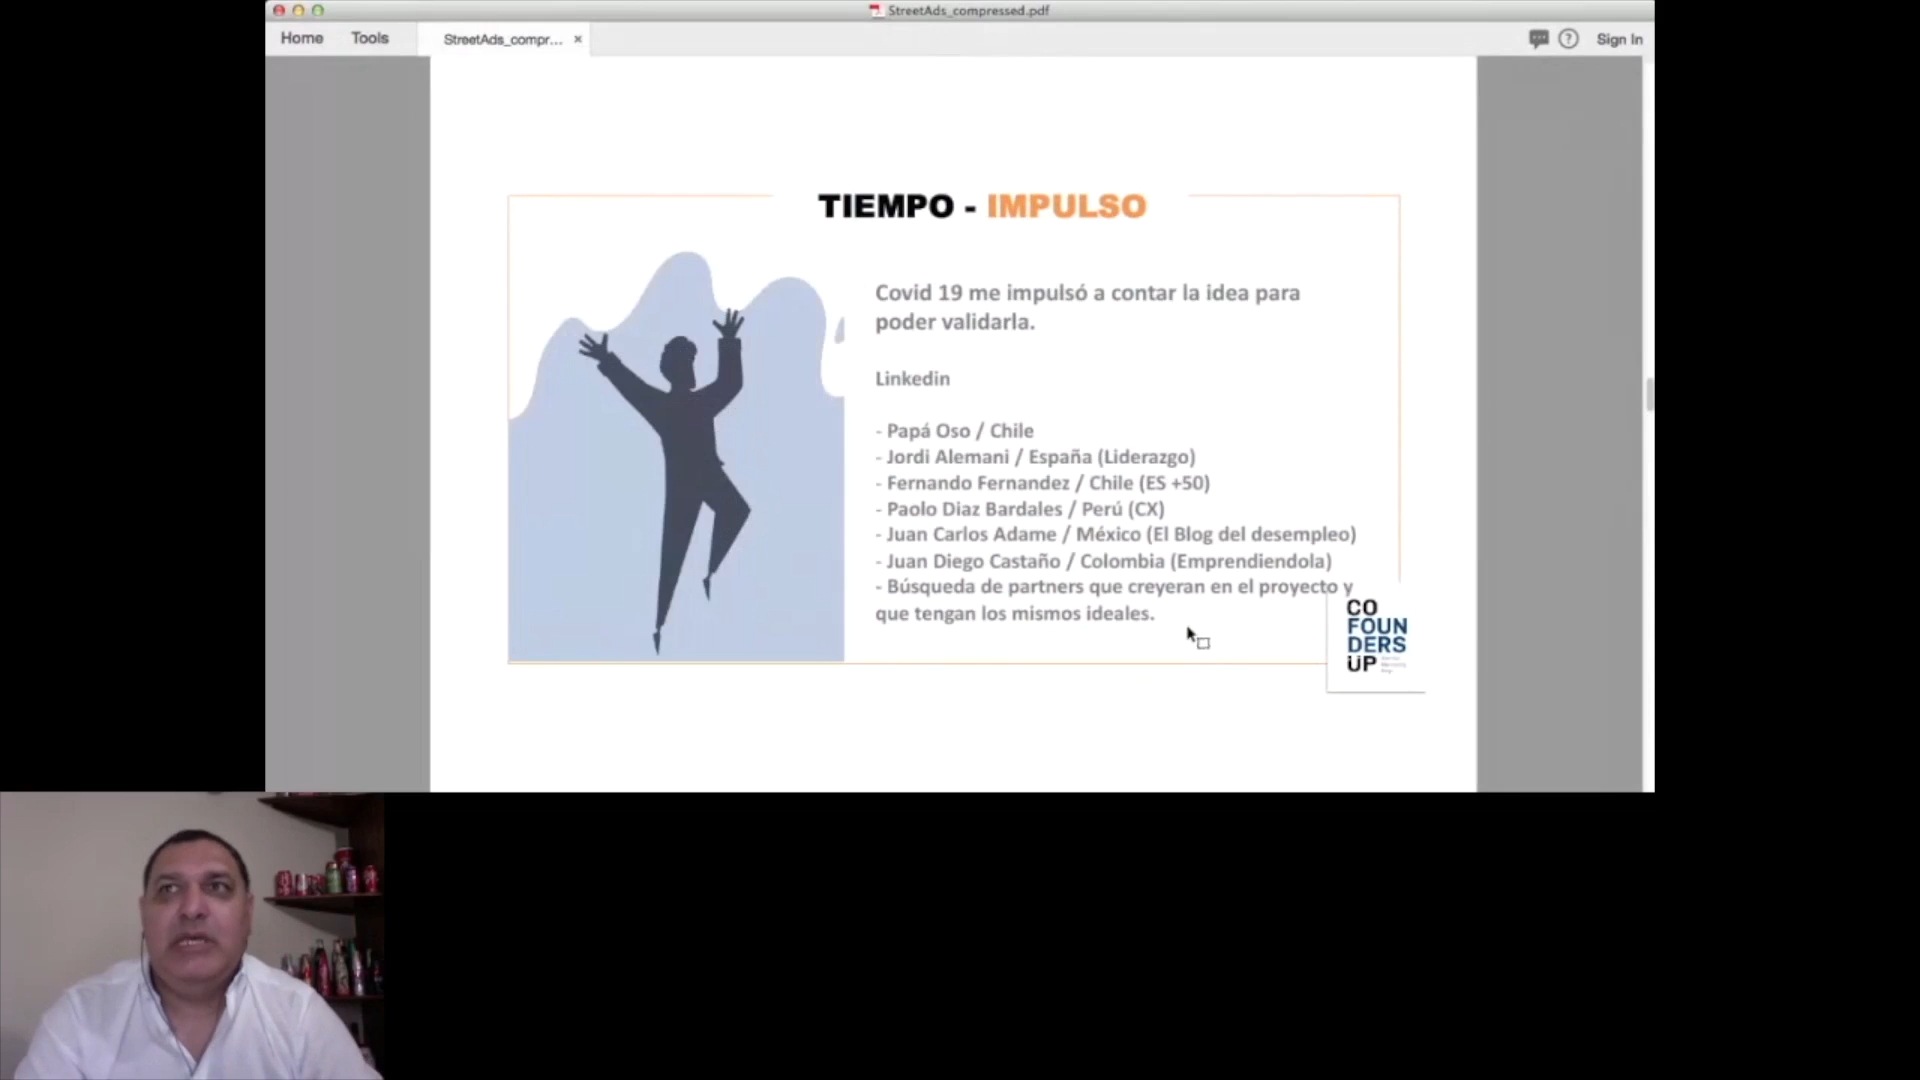 StreetAds_compressed.pdf
Home Tools StreetAds_compr... × ? Sign In
TIEMPO - IMPULSO
Covid 19 me impulsó a contar la idea para
poder validarla.
Linkedin
- Papá Oso / Chile
- Jordi Alemani / España (Liderazgo)
- Fernando Fernandez / Chile (ES +50)
- Paolo Diaz Bardales / Perú (CX)
- Juan Carlos Adame / México (El Blog del desempleo)
- Juan Diego Castaño / Colombia (Emprendiendola)
- Búsqueda de partners que creyeran en el proyecto y
que tengan los mismos ideales.
CO
FOUN
DERS
UP